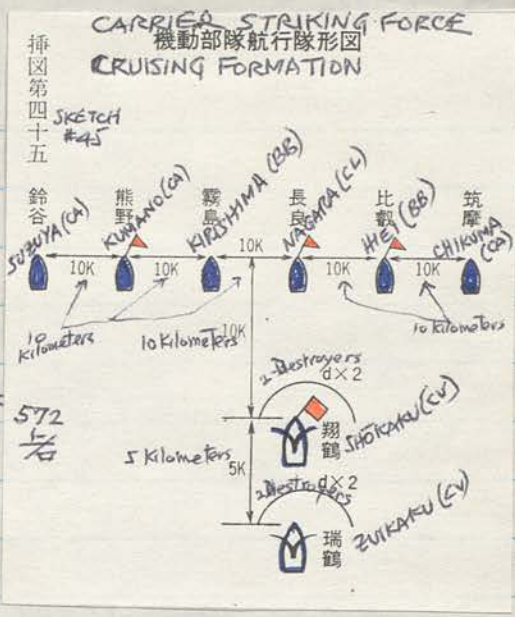 CARRIER STRIKING FORCE
機動部隊航行隊形図
CRUISING FORMATION
挿図第四十五
SKETCH
#45
鈴谷
熊野
霧島
長良
比叡
筑摩
SUZUYA (CA)
KUMANO (CA)
KIRISHIMA (BB)
NAGARA (CL)
HIEI (BB)
CHIKUMA (CA)
10K
10K
10K
10K
10K
10 Kilometers
10 Kilometers
10K
10 Kilometers
2 Destroyers
d×2
翔鶴
SHŌKAKU (CV)
572
5 Kilometers
5K
2 Destroyers
d×2
瑞鶴
ZUIKAKU (CV)